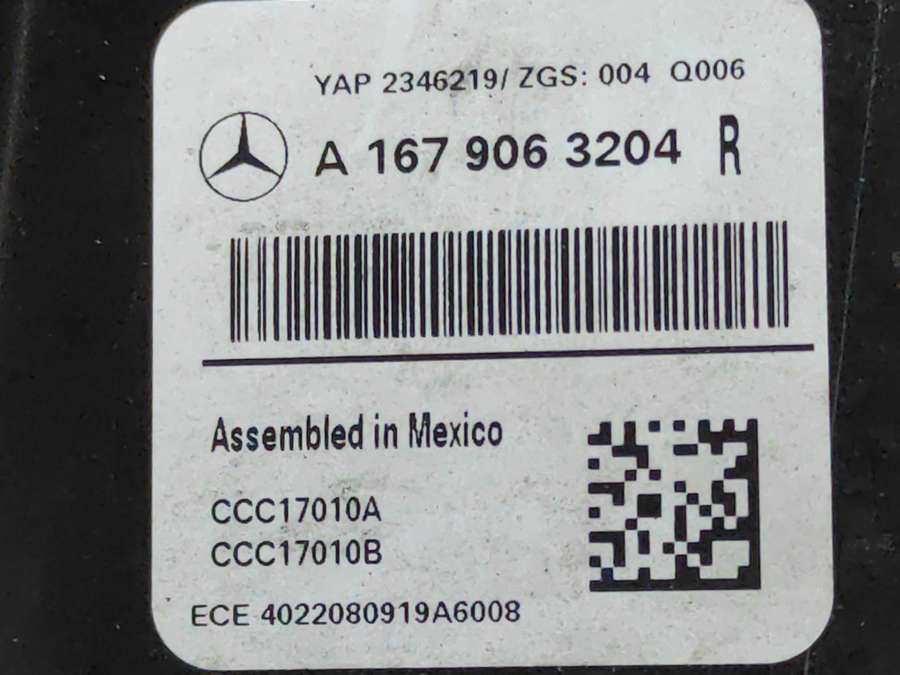 YAP 2346219/ ZGS: 004 Q006
A 167 906 3204 R
Assembled in Mexico
CCC17010A
CCC17010B
ECE 4022080919A6008